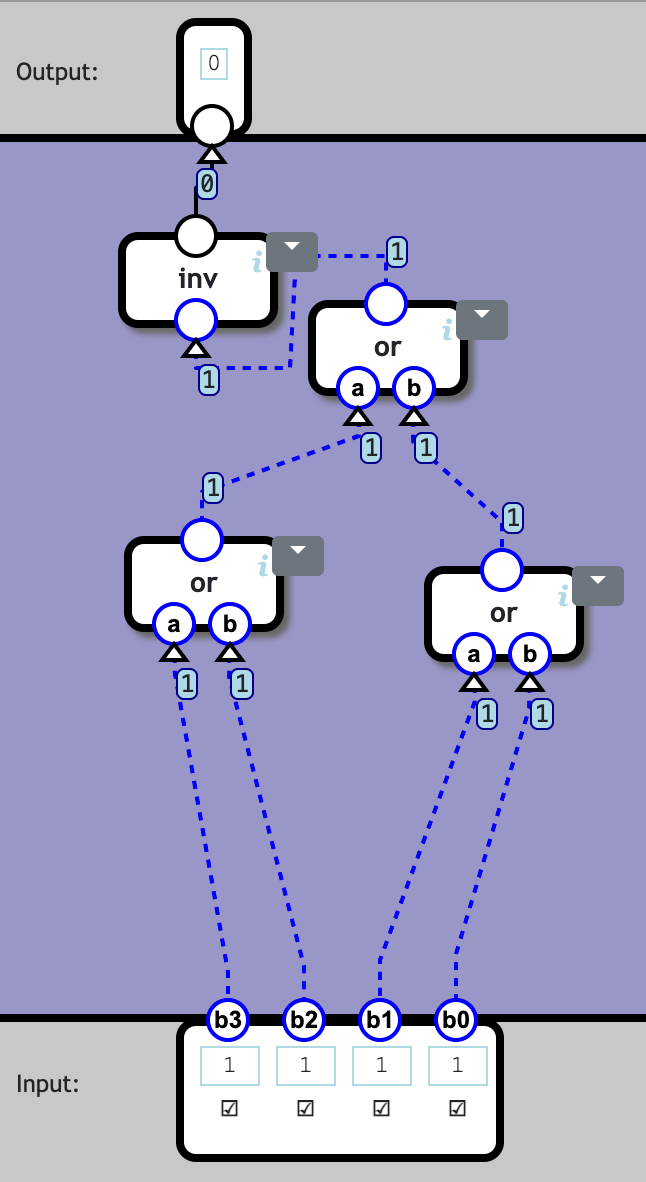 Output:
0
0
inv
i
1
1
or
i
a b
1 1
1
1
or
i
a b
or
i
a b
1 1
1 1
b3 b2 b1 b0
Input:
1 1 1 1
☑ ☑ ☑ ☑